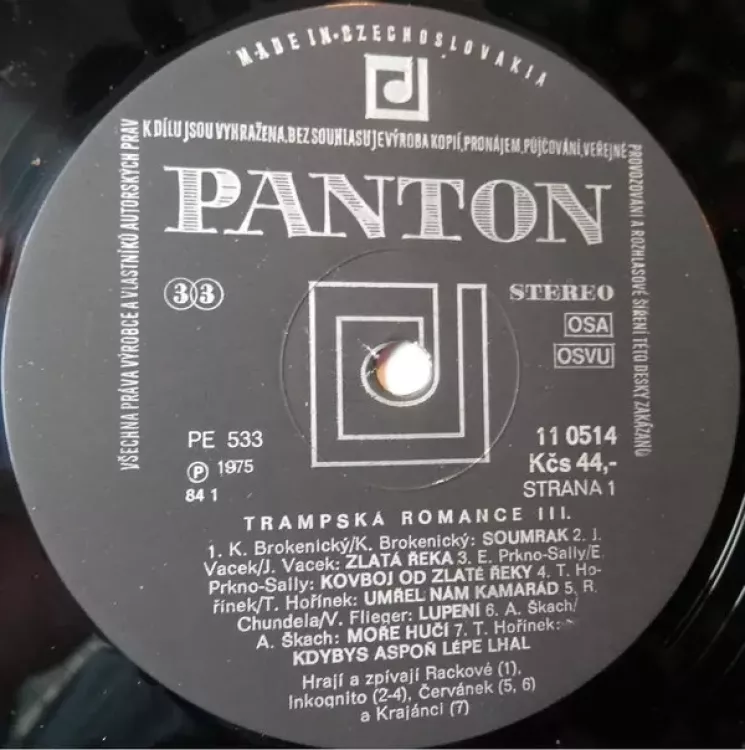 MADE IN•CZECHOSLOVAKIA
VŠECHNA PRÁVA VÝROBCE A VLASTNÍKŮ AUTORSKÝCH PRÁV
K DÍLU JSOU VYHRAŽENA. BEZ SOUHLASU JE VÝROBA KOPIÍ, PRONÁJEM, PŮJČOVÁNÍ, VEŘEJNÉ
PROVOZOVÁNÍ A ROZHLASOVÉ ŠÍŘENÍ TÉTO DESKY ZAKÁZÁNO
PANTON
33
STEREO
OSA
OSVU
PE 533
Ⓟ 1975
84 1
11 0514
Kčs 44,-
STRANA 1
TRAMPSKÁ ROMANCE III.
1. K. Brokenický/K. Brokenický: SOUMRAK 2. J.
Vacek/J. Vacek: ZLATÁ ŘEKA 3. E. Prkno-Sally/E.
Prkno-Sally: KOVBOJ OD ZLATÉ ŘEKY 4. T. Ho-
řínek/T. Hořínek: UMŘEL NÁM KAMARÁD 5. R.
Chundela/V. Flieger: LUPENÍ 6. A. Škach/
A. Škach: MOŘE HUČÍ 7. T. Hořínek:
KDYBYS ASPOŇ LÉPE LHAL
Hrají a zpívají Rackové (1),
Inkognito (2-4), Červánek (5, 6)
a Krajánci (7)